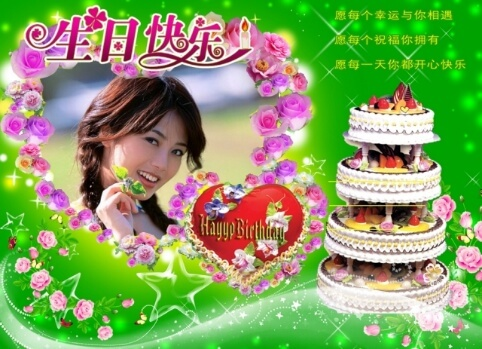 生日快乐
愿每个幸运与你相遇
愿每个祝福你拥有
愿每一天你都开心快乐
Hayye Birthday